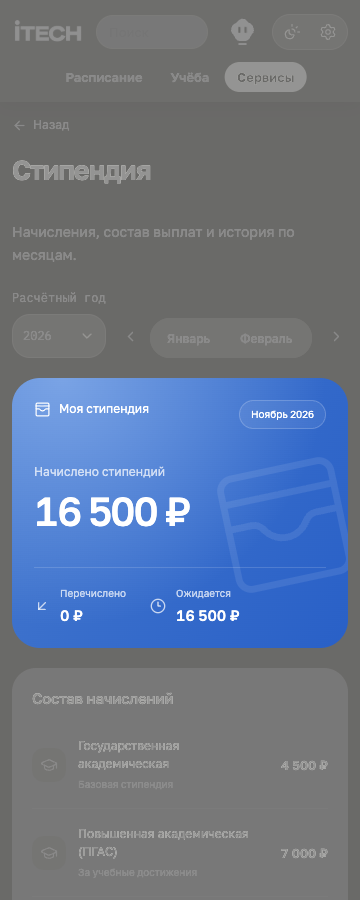 iTECH
Расписание Учёба Сервисы
Назад
Стипендия
Начисления, состав выплат и история по
месяцам.
Расчётный год
2026 Январь Февраль
Моя стипендия Ноябрь 2026
Начислено стипендий
16 500 ₽
Перечислено Ожидается
0 ₽ 16 500 ₽
Состав начислений
Государственная
академическая
4 500 ₽
Базовая стипендия
Повышенная академическая
(ПГАС)
7 000 ₽
За учебные достижения